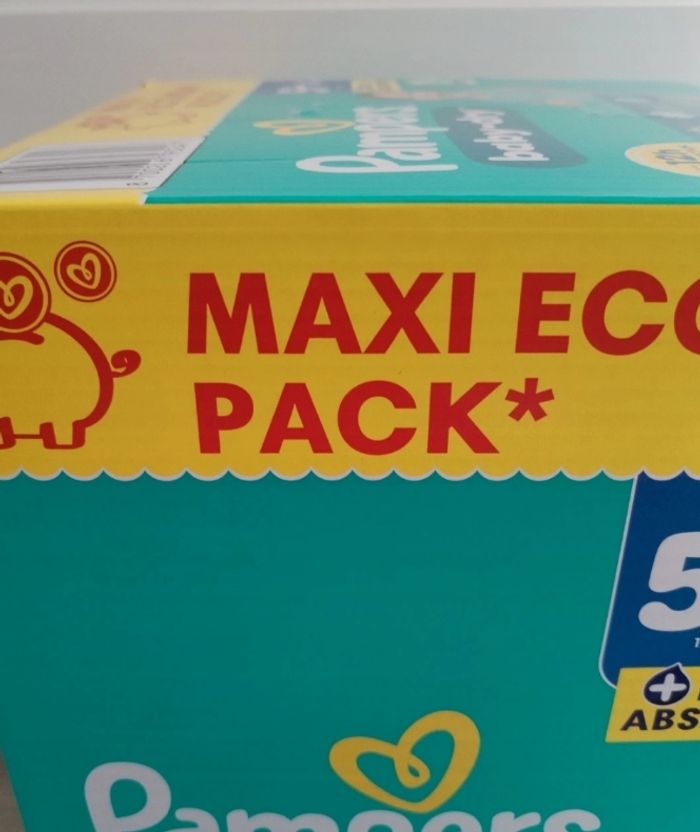 Pampers
baby-dry
MAXI ECO
PACK*
5
ABS
Pampers